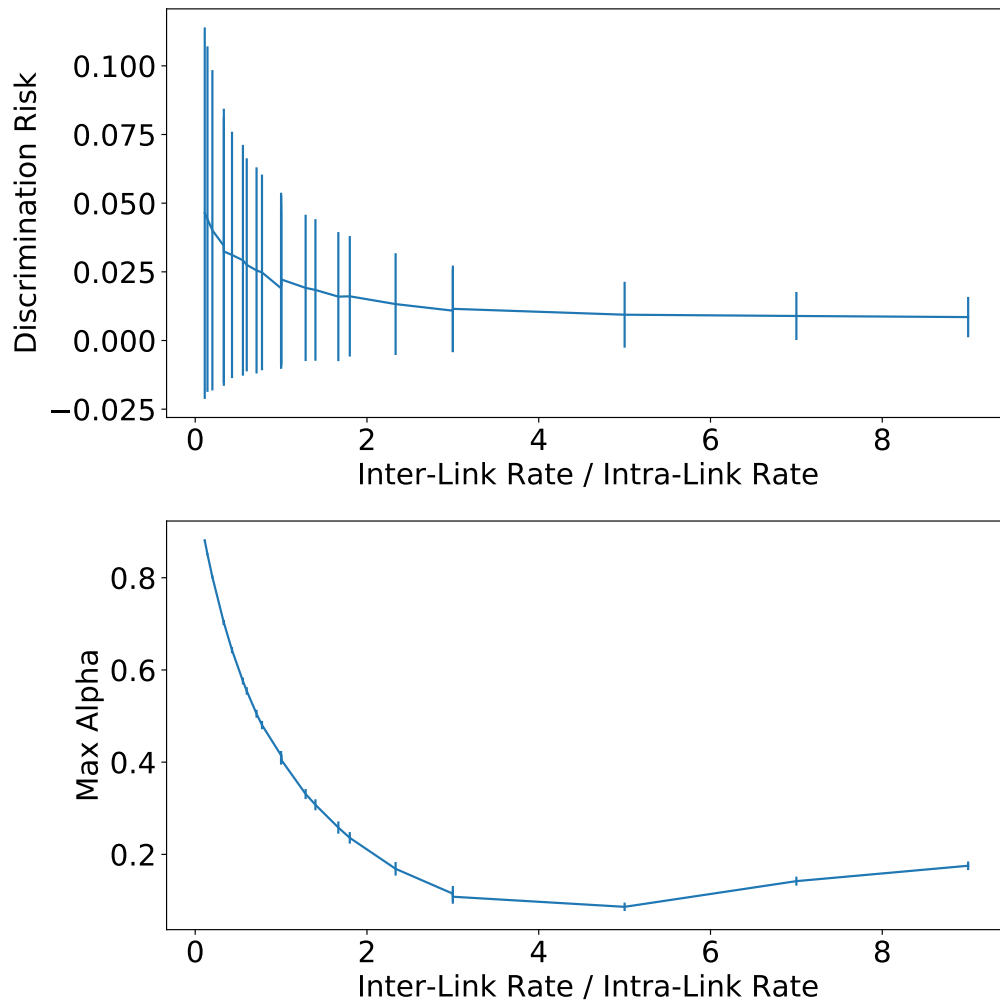 Discrimination Risk
0.100
0.075
0.050
0.025
0.000
−0.025
0 2 4 6 8
Inter-Link Rate / Intra-Link Rate
Max Alpha
0.8
0.6
0.4
0.2
0 2 4 6 8
Inter-Link Rate / Intra-Link Rate